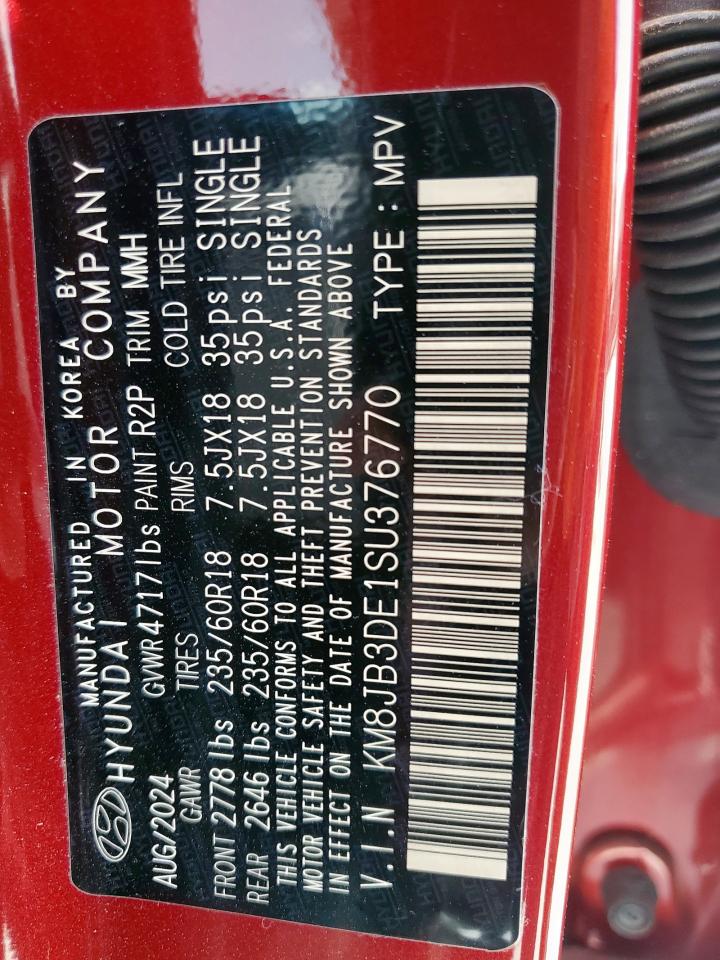 MANUFACTURED IN KOREA BY
HYUNDAI MOTOR COMPANY
AUG/2024 GVWR 4717 lbs PAINT R2P TRIM MMH
GAWR TIRES RIMS COLD TIRE INFL
FRONT 2778 lbs 235/60R18 7.5JX18 35psi SINGLE
REAR 2646 lbs 235/60R18 7.5JX18 35psi SINGLE
THIS VEHICLE CONFORMS TO ALL APPLICABLE U.S.A. FEDERAL
MOTOR VEHICLE SAFETY AND THEFT PREVENTION STANDARDS
IN EFFECT ON THE DATE OF MANUFACTURE SHOWN ABOVE
V.I.N KM8JB3DE1SU376770 TYPE : MPV